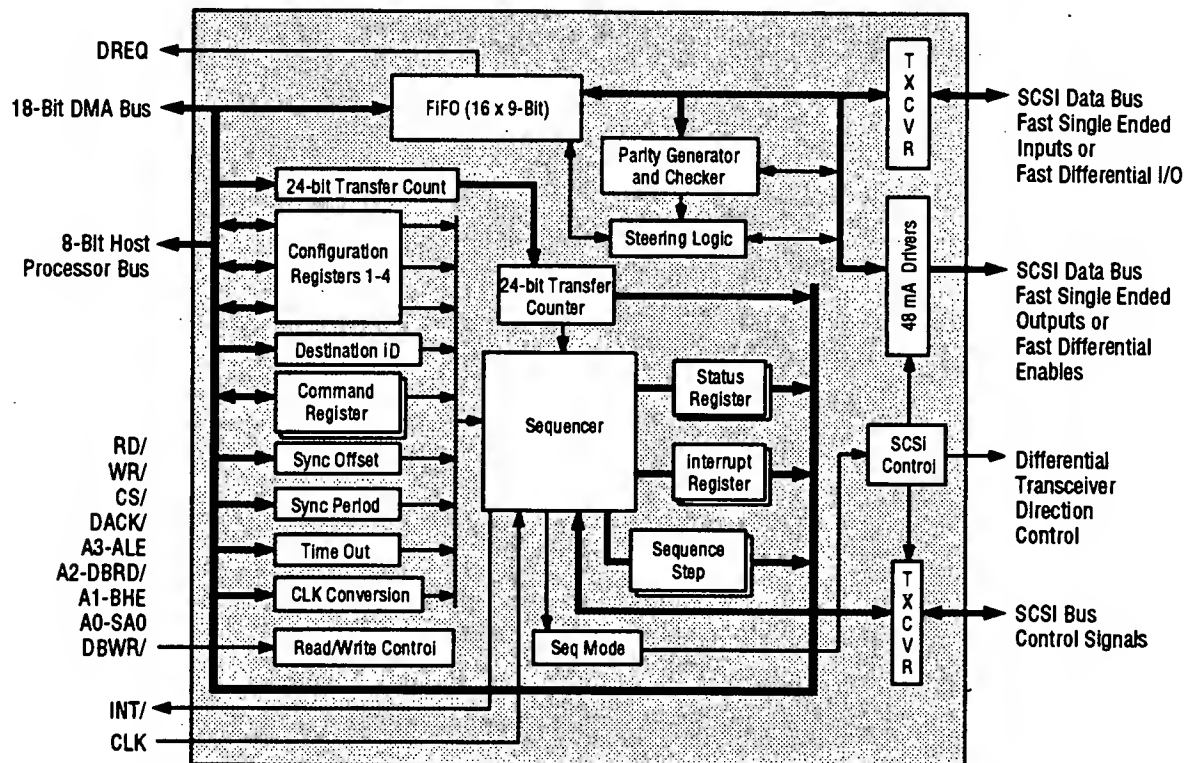 DREQ
18-Bit DMA Bus
8-Bit Host
Processor Bus
RD/
WR/
CS/
DACK/
A3-ALE
A2-DBRD/
A1-BHE
A0-SA0
DBWR/
INT/
CLK
FiFO (16 x 9-Bit)
24-bit Transfer Count
Configuration
Registers 1-4
Destination iD
Command
Register
Sync Offset
Sync Period
Time Out
CLK Conversion
Read/Write Control
Parity Generator
and Checker
Steering Logic
24-bit Transfer
Counter
Sequencer
Status
Register
interrupt
Register
Sequence
Step
Seq Mode
TXCVR
48 mA Drivers
SCSi
Control
TXCVR
SCSI Data Bus
Fast Single Ended
Inputs or
Fast Differential I/O
SCSI Data Bus
Fast Single Ended
Outputs or
Fast Differential
Enables
Differential
Transceiver
Direction
Control
SCSI Bus
Control Signals